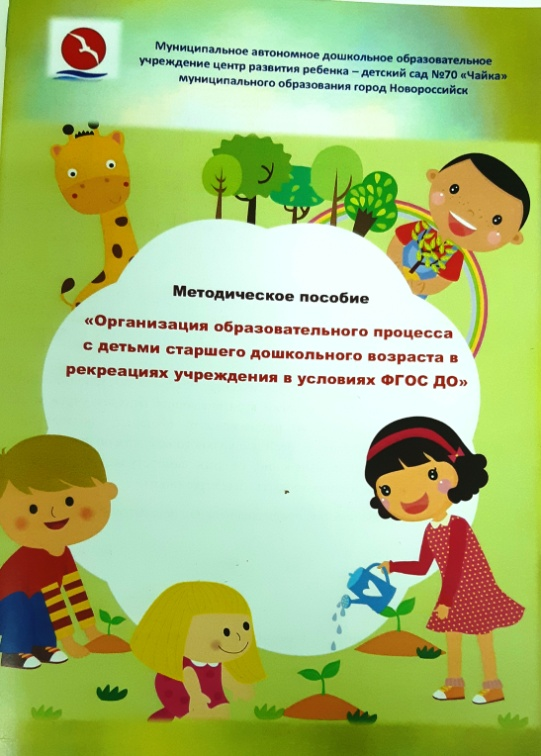 Муниципальное автономное дошкольное образовательное
учреждение центр развития ребенка – детский сад №70 «Чайка»
муниципального образования город Новороссийск
Методическое пособие
«Организация образовательного процесса
с детьми старшего дошкольного возраста в
рекреациях учреждения в условиях ФГОС ДО»